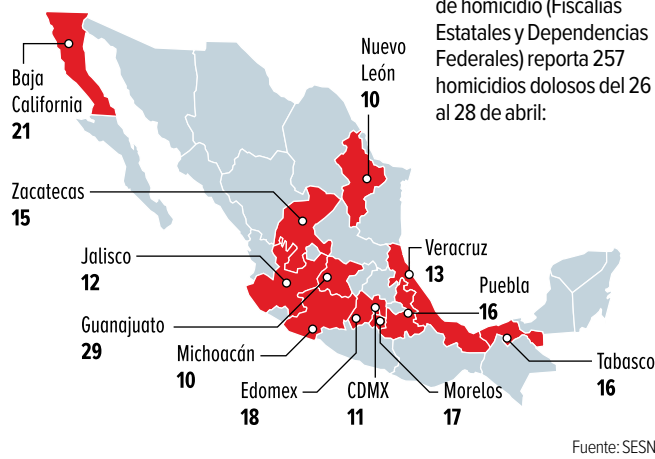 de homicidio (Fiscalías
Estatales y Dependencias
Federales) reporta 257
homicidios dolosos del 26
al 28 de abril:
Nuevo
León
10
Baja
California
21
Zacatecas
15
Jalisco
12
Guanajuato
29
Michoacán
10
Edomex
18
CDMX
11
Morelos
17
Veracruz
13
Puebla
16
Tabasco
16
Fuente: SESN